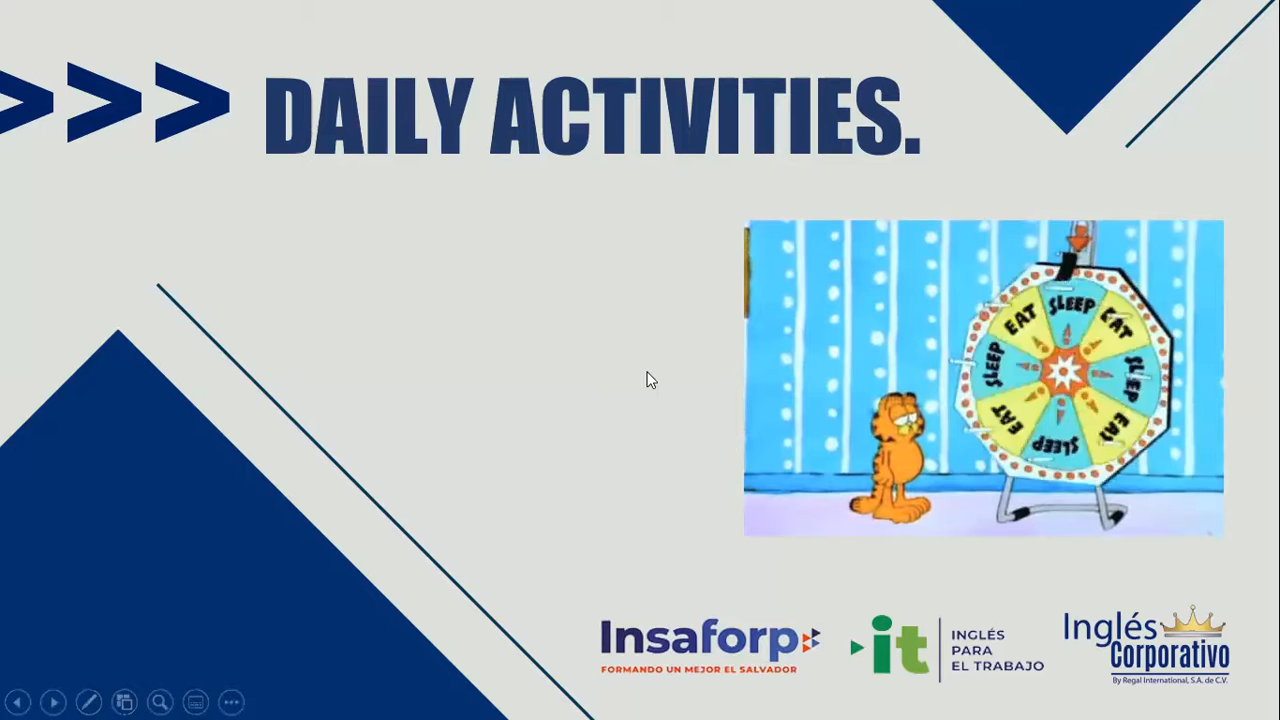 >>> DAILY ACTIVITIES.
SLEEP
EAT
SLEEP
EAT
SLEEP
EAT
SLEEP
EAT
Insaforp
FORMANDO UN MEJOR EL SALVADOR
it
INGLÉS
PARA
EL TRABAJO
Inglés
Corporativo
By Regal International, S.A. de C.V.